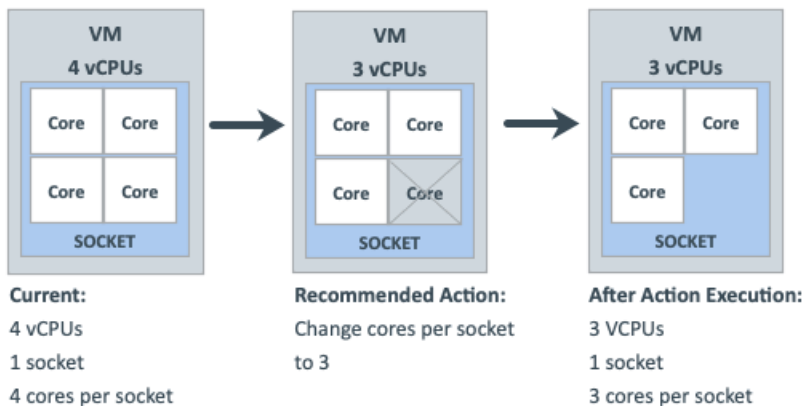 VM
4 vCPUs
Core Core
Core Core
SOCKET
Current:
4 vCPUs
1 socket
4 cores per socket
VM
3 vCPUs
Core Core
Core Core
SOCKET
Recommended Action:
Change cores per socket
to 3
VM
3 vCPUs
Core Core
Core
SOCKET
After Action Execution:
3 VCPUs
1 socket
3 cores per socket